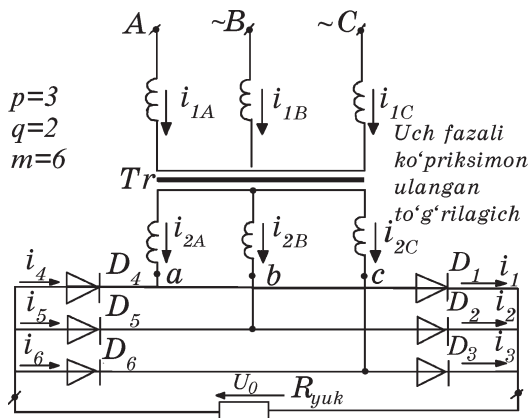 A ~B ~C
p=3
q=2
m=6
i1A i1B i1C
Uch fazali
ko‘priksimon
ulangan
to‘g‘rilagich
Tr
i2A i2B i2C
a b c
i4 D4 D1 i1
i5 D5 D2 i2
i6 D6 D3 i3
U0 Ryuk